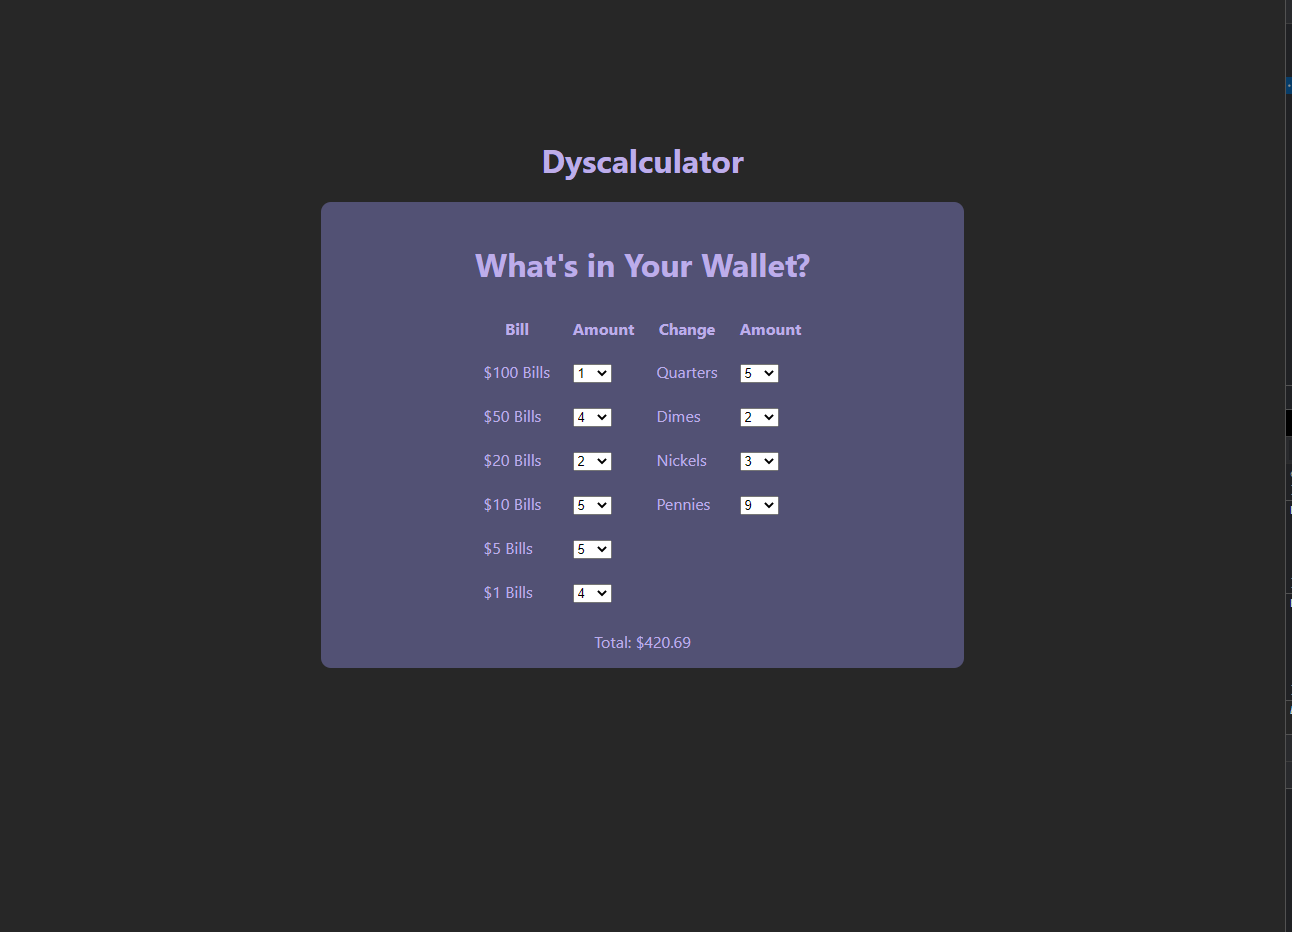 Dyscalculator
What's in Your Wallet?
Bill Amount Change Amount
$100 Bills 1 Quarters 5
$50 Bills 4 Dimes 2
$20 Bills 2 Nickels 3
$10 Bills 5 Pennies 9
$5 Bills 5
$1 Bills 4
Total: $420.69